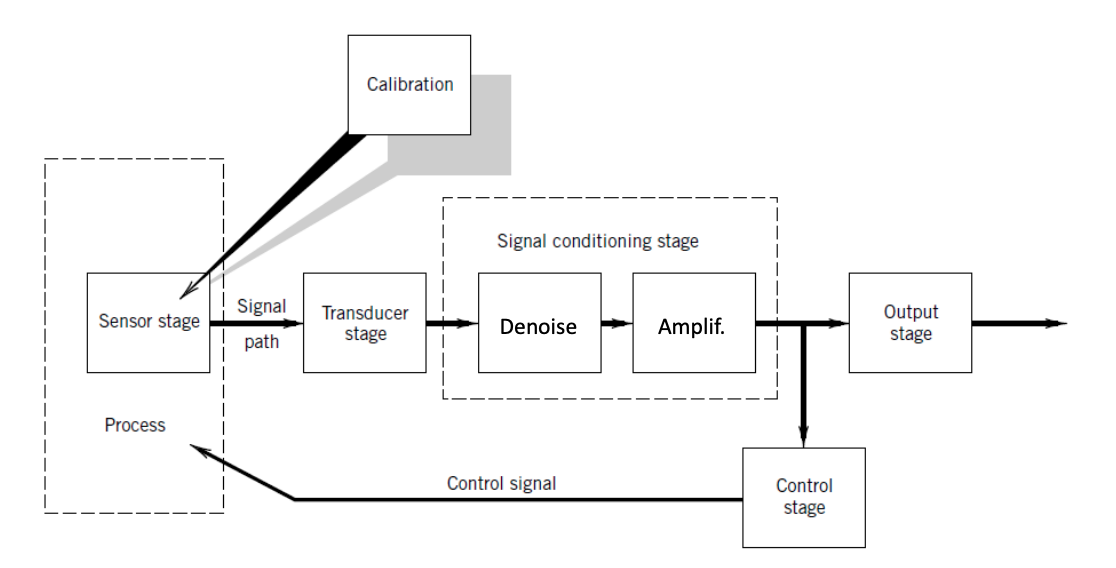 Calibration
Signal conditioning stage
Sensor stage
Signal
path
Transducer
stage
Denoise
Amplif.
Output
stage
Process
Control signal
Control
stage